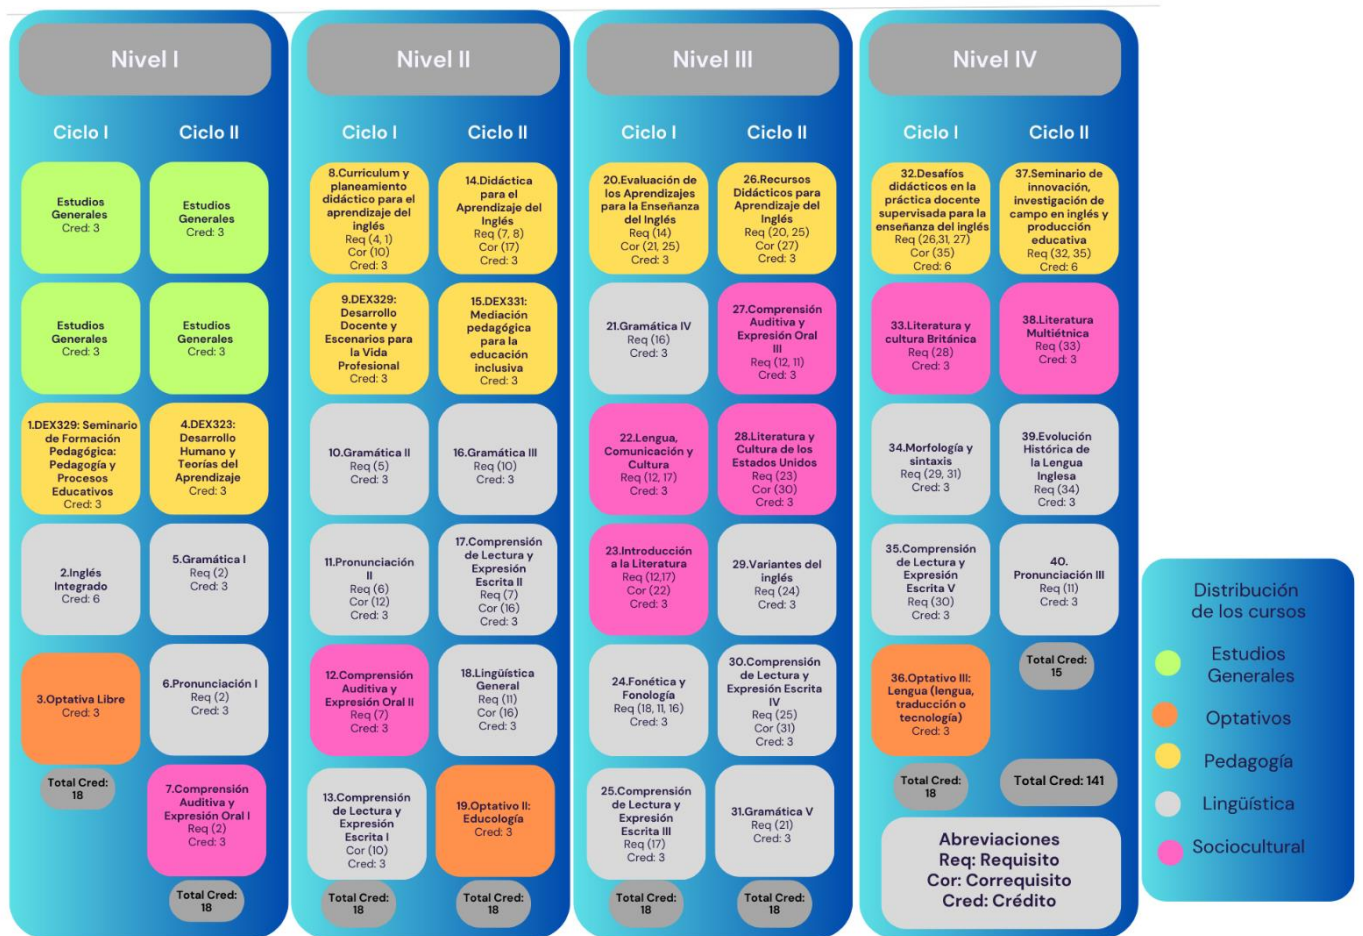 Nivel I
Ciclo I
Estudios
Generales
Cred: 3
Estudios
Generales
Cred: 3
1.DEX329: Seminario
de Formación
Pedagógica:
Pedagogía y
Procesos
Educativos
Cred: 3
2.Inglés
Integrado
Cred: 6
3.Optativa Libre
Cred: 3
Total Cred:
18
Ciclo II
Estudios
Generales
Cred: 3
Estudios
Generales
Cred: 3
4.DEX323:
Desarrollo
Humano y
Teorías del
Aprendizaje
Cred: 3
5.Gramática I
Req (2)
Cred: 3
6.Pronunciación I
Req (2)
Cred: 3
7.Comprensión
Auditiva y
Expresión Oral I
Req (2)
Cred: 3
Total Cred:
18
Nivel II
Ciclo I
8.Curriculum y
planeamiento
didáctico para el
aprendizaje del
inglés
Req (4, 1)
Cor (10)
Cred: 3
9.DEX329:
Desarrollo
Docente y
Escenarios para
la Vida
Profesional
Cred: 3
10.Gramática II
Req (5)
Cred: 3
11.Pronunciación
II
Req (6)
Cor (12)
Cred: 3
12.Comprensión
Auditiva y
Expresión Oral II
Req (7)
Cred: 3
13.Comprensión
de Lectura y
Expresión
Escrita I
Cor (10)
Cred: 3
Total Cred:
18
Ciclo II
14.Didáctica
para el
Aprendizaje del
Inglés
Req (7, 8)
Cor (17)
Cred: 3
15.DEX331:
Mediación
pedagógica
para la
educación
inclusiva
Cred: 3
16.Gramática III
Req (10)
Cred: 3
17.Comprensión
de Lectura y
Expresión
Escrita II
Req (7)
Cor (16)
Cred: 3
18.Lingüística
General
Req (11)
Cor (16)
Cred: 3
19.Optativo II:
Educología
Cred: 3
Total Cred:
18
Nivel III
Ciclo I
20.Evaluación de
los Aprendizajes
para la Enseñanza
del Inglés
Req (14)
Cor (21, 25)
Cred: 3
21.Gramática IV
Req (16)
Cred: 3
22.Lengua,
Comunicación y
Cultura
Req (12, 17)
Cred: 3
23.Introducción
a la Literatura
Req (12,17)
Cor (22)
Cred: 3
24.Fonética y
Fonología
Req (18, 11, 16)
Cred: 3
25.Comprensión de
Lectura y
Expresión
Escrita III
Req (17)
Cred: 3
Total Cred:
18
Ciclo II
26.Recursos
Didácticos para
Aprendizaje del
Inglés
Req (20, 25)
Cor (27)
Cred: 3
27.Comprensión
Auditiva y
Expresión Oral
III
Req (12, 11)
Cred: 3
28.Literatura y
Cultura de los
Estados Unidos
Req (23)
Cor (30)
Cred: 3
29.Variantes del
inglés
Req (24)
Cred: 3
30.Comprensión
de Lectura y
Expresión Escrita
IV
Req (25)
Cor (31)
Cred: 3
31.Gramática V
Req (21)
Cred: 3
Total Cred:
18
Nivel IV
Ciclo I
32.Desafíos
didácticos en la
práctica docente
supervisada para la
enseñanza del inglés
Req (26,31, 27)
Cor (35)
Cred: 6
33.Literatura y
cultura Británica
Req (28)
Cred: 3
34.Morfología y
sintaxis
Req (29, 31)
Cred: 3
35.Comprensión
de Lectura y
Expresión
Escrita V
Req (30)
Cred: 3
36.Optativo III:
Lengua (lengua,
traducción o
tecnología)
Cred: 3
Total Cred:
18
Ciclo II
37.Seminario de
innovación,
investigación de
campo en inglés y
producción
educativa
Req (32, 35)
Cred: 6
38.Literatura
Multiétnica
Req (33)
Cred: 3
39.Evolución
Histórica de
la Lengua
Inglesa
Req (34)
Cred: 3
40.
Pronunciación III
Req (11)
Cred: 3
Total Cred:
15
Total Cred: 141
Abreviaciones
Req: Requisito
Cor: Correquisito
Cred: Crédito
Distribución
de los cursos
Estudios
Generales
Optativos
Pedagogía
Lingüística
Sociocultural